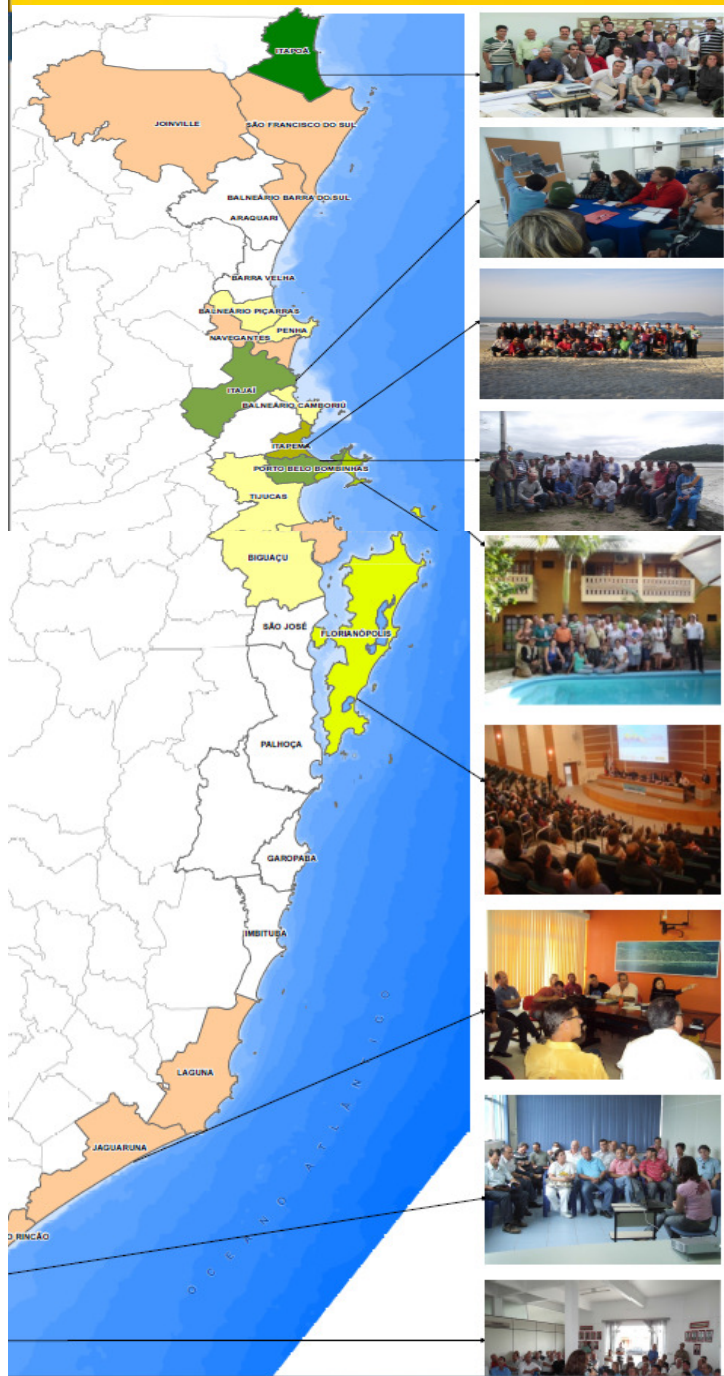 ITAPOÁ
JOINVILLE
SÃO FRANCISCO DO SUL
BALNEÁRIO BARRA DO SUL
ARAQUARI
BARRA VELHA
BALNEÁRIO PIÇARRAS
PENHA
NAVEGANTES
ITAJAÍ
BALNEÁRIO CAMBORIÚ
ITAPEMA
PORTO BELO BOMBINHAS
TIJUCAS
BIGUAÇU
SÃO JOSÉ
FLORIANÓPOLIS
PALHOÇA
GAROPABA
IMBITUBA
LAGUNA
JAGUARUNA
O RINCÃO
OCEANO ATLÂNTICO